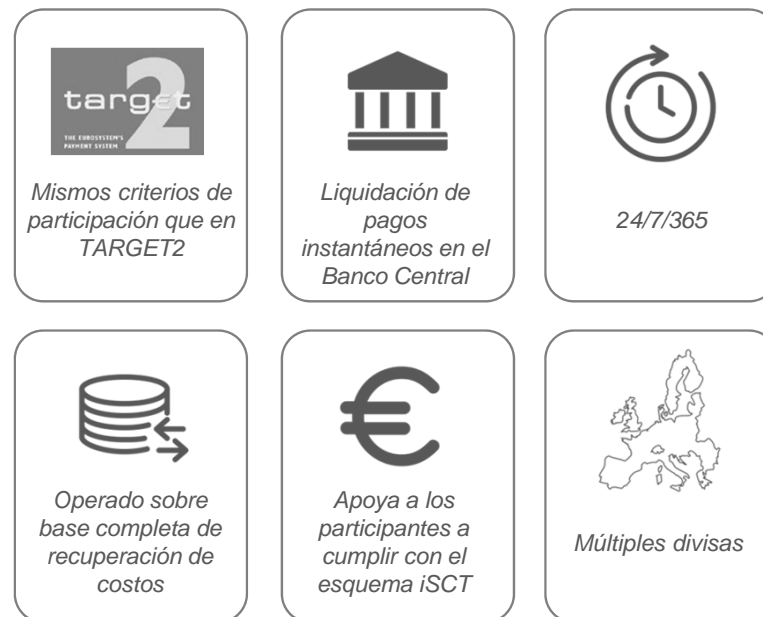 target
2
THE EUROSYSTEM'S
PAYMENT SYSTEM
Mismos criterios de
participación que en
TARGET2
Liquidación de
pagos
instantáneos en el
Banco Central
24/7/365
Operado sobre
base completa de
recuperación de
costos
€
Apoya a los
participantes a
cumplir con el
esquema iSCT
Múltiples divisas